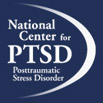 National
Center for
PTSD
Posttraumatic
Stress Disorder